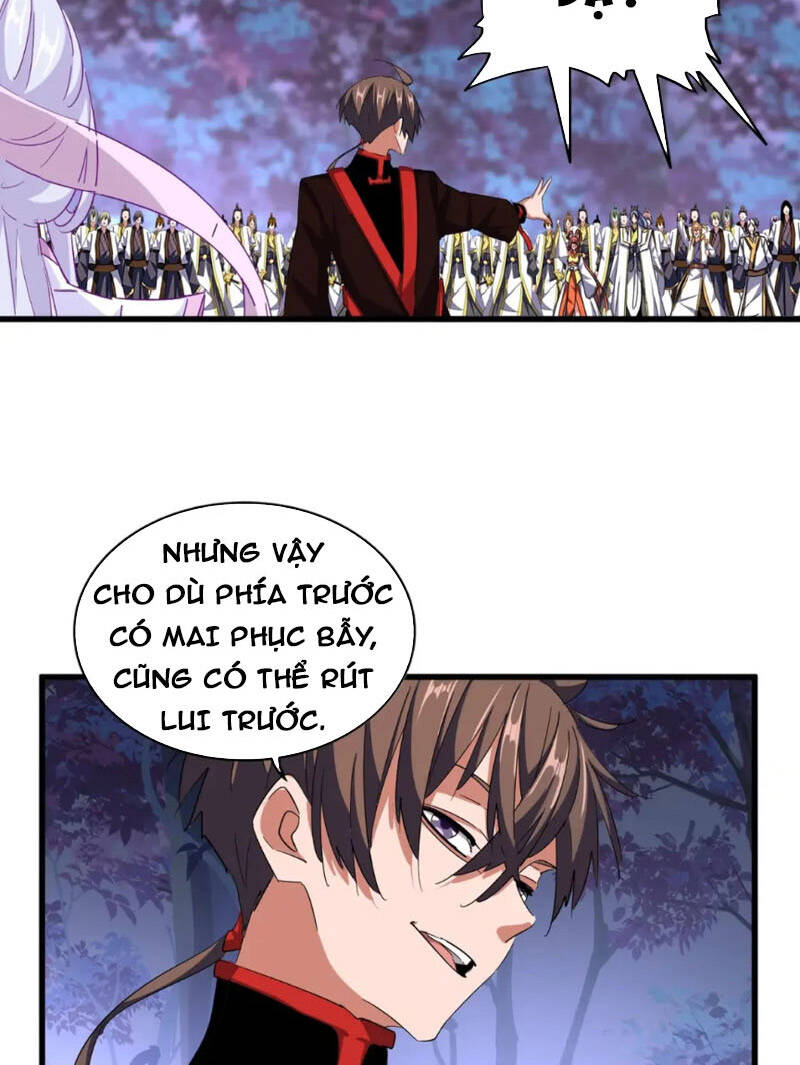 NHƯNG VẬY
CHO DÙ PHÍA TRƯỚC
CÓ MAI PHỤC BẪY,
CŨNG CÓ THỂ RÚT
LUI TRƯỚC.